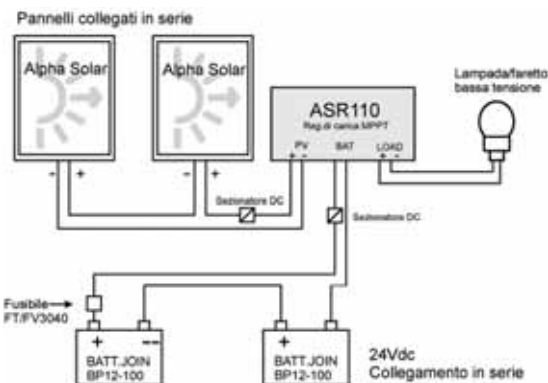 Pannelli collegati in serie
Alpha Solar
Alpha Solar
- +
- +
Lampada/faretto
bassa tensione
ASR110
Reg.di carica MPPT
PV BAT LOAD
+ - + -
Sezionatore DC
Sezionatore DC
Fusibile
FT/FV3040
+ --
BATT.JOIN
BP12-100
+
BATT.JOIN
BP12-100
24Vdc
Collegamento in serie